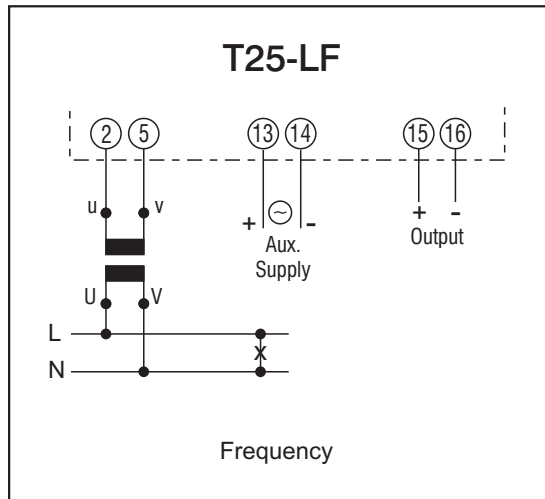 T25-LF
2 5 13 14 15 16
u v
+ ~ - + -
Aux. Output
Supply
U V
L
x
N
Frequency